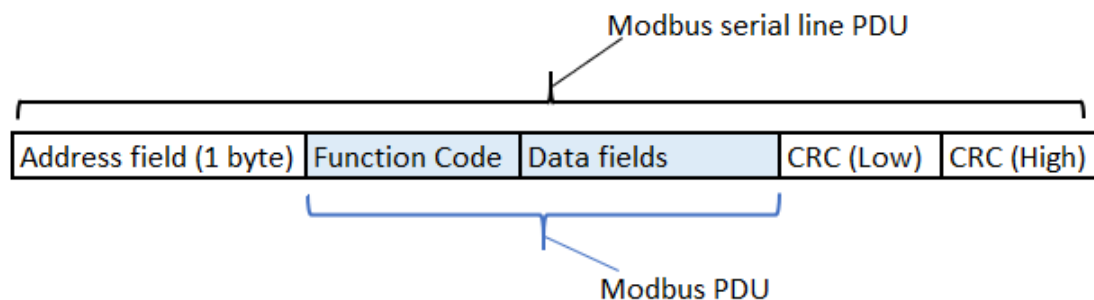 Modbus serial line PDU
Address field (1 byte) Function Code Data fields CRC (Low) CRC (High)
Modbus PDU